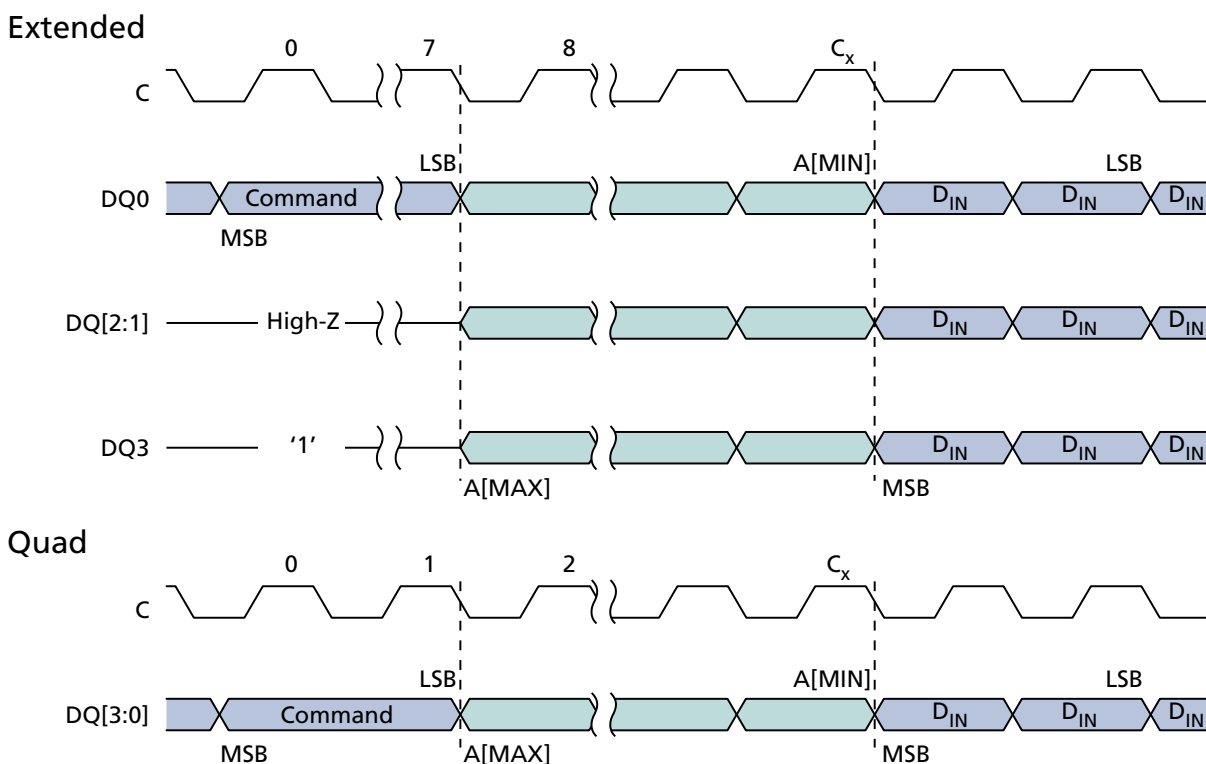 Extended
0 7 8 Cx
C
LSB A[MIN] LSB
DQ0 Command DIN DIN DIN
MSB
DQ[2:1] High-Z DIN DIN DIN
DQ3 ‘1’ DIN DIN DIN
A[MAX] MSB
Quad
0 1 2 Cx
C
LSB A[MIN] LSB
DQ[3:0] Command DIN DIN DIN
MSB A[MAX] MSB